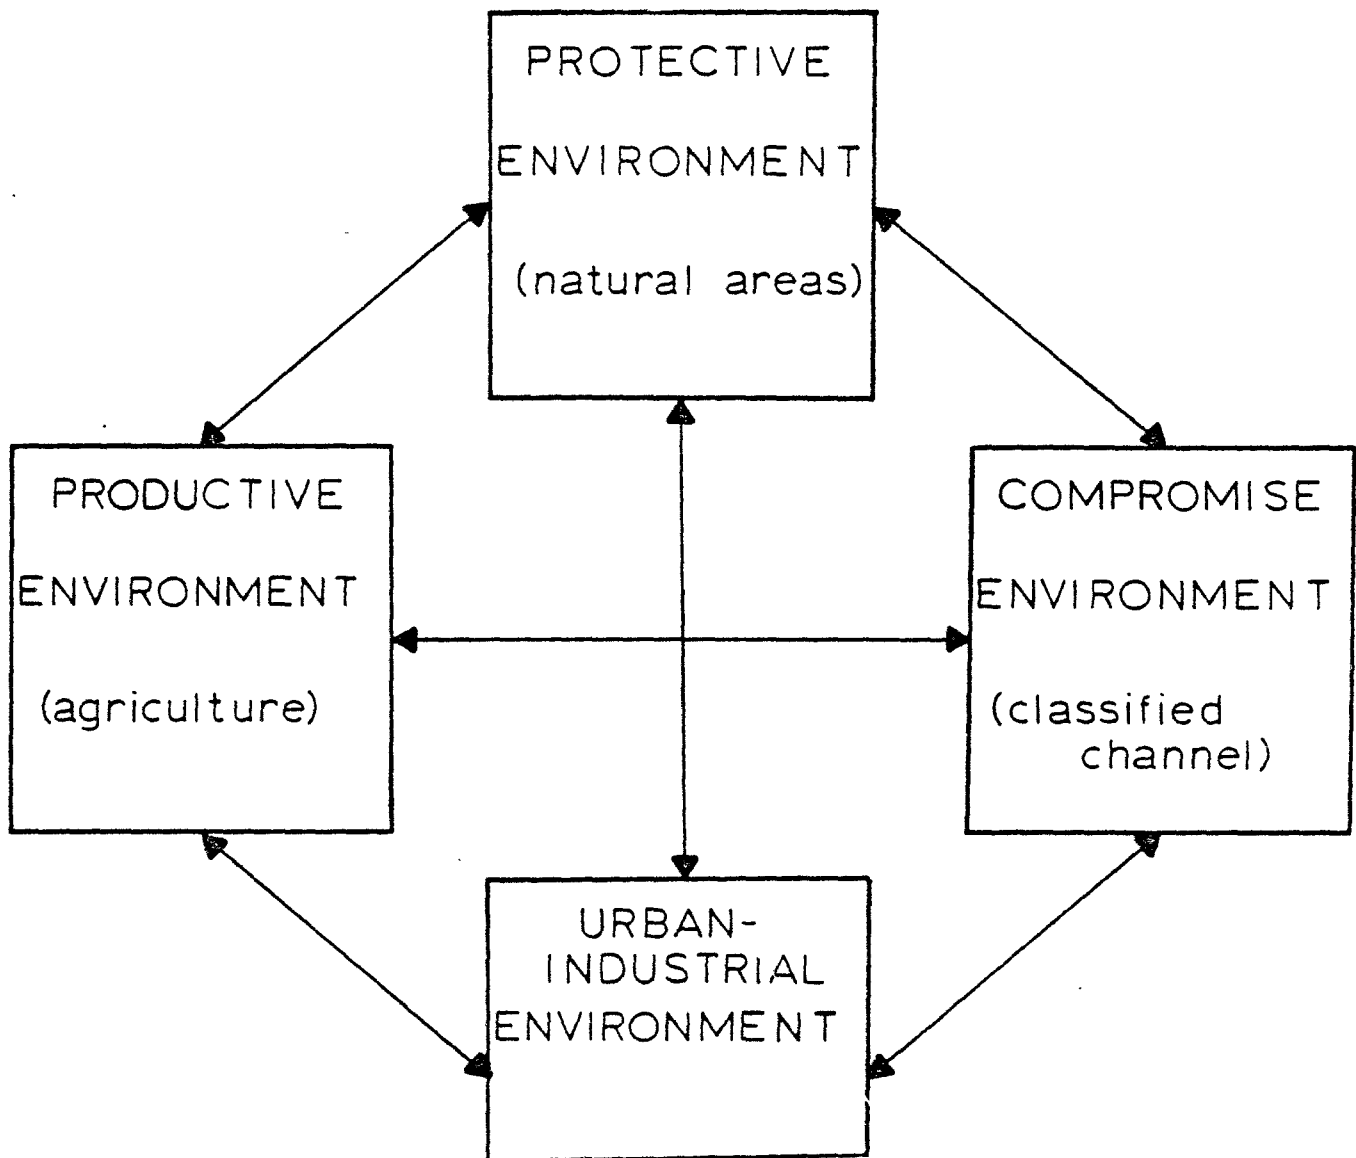 PROTECTIVE
ENVIRONMENT
(natural areas)
PRODUCTIVE
ENVIRONMENT
(agriculture)
COMPROMISE
ENVIRONMENT
(classified
channel)
URBAN-
INDUSTRIAL
ENVIRONMENT